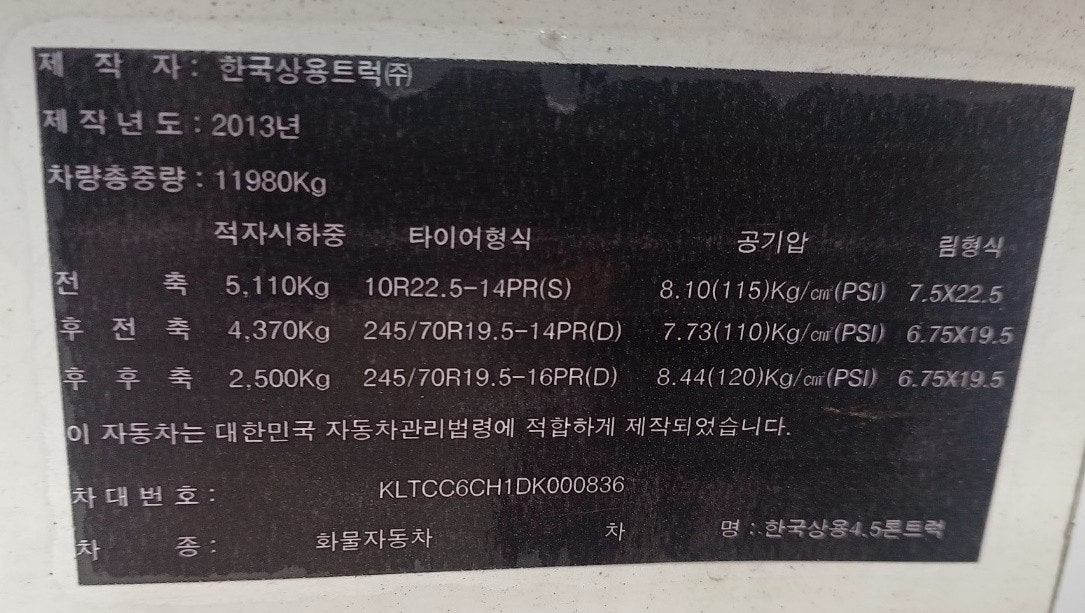 제 작 자 : 한국상용트럭㈜
제 작 년 도 : 2013년
차량총중량 : 11980Kg
적차시하중 타이어형식 공기압 림형식
전 축 5,110Kg 10R22.5-14PR(S) 8.10(115)Kg/㎠(PSI) 7.5X22.5
후 전 축 4,370Kg 245/70R19.5-14PR(D) 7.73(110)Kg/㎠(PSI) 6.75X19.5
후 후 축 2,500Kg 245/70R19.5-16PR(D) 8.44(120)Kg/㎠(PSI) 6.75X19.5
이 자동차는 대한민국 자동차관리법령에 적합하게 제작되었습니다.
차 대 번 호 : KLTCC6CH1DK000836
차 종 : 화물자동차 차 명 : 한국상용4.5톤트럭